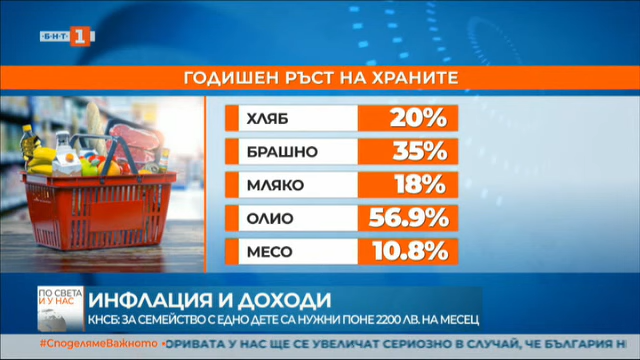 БНТ 1
ГОДИШЕН РЪСТ НА ХРАНИТЕ
ХЛЯБ 20%
БРАШНО 35%
МЛЯКО 18%
ОЛИО 56.9%
МЕСО 10.8%
ПО СВЕТА
И У НАС
ИНФЛАЦИЯ И ДОХОДИ
КНСБ: ЗА СЕМЕЙСТВО С ЕДНО ДЕТЕ СА НУЖНИ ПОНЕ 2200 ЛВ. НА МЕСЕЦ
#СподелямеВажното ОРИВАТА У НАС ЩЕ СЕ УВЕЛИЧАТ СЕРИОЗНО В СЛУЧАЙ, ЧЕ БЪЛГАРИЯ Н